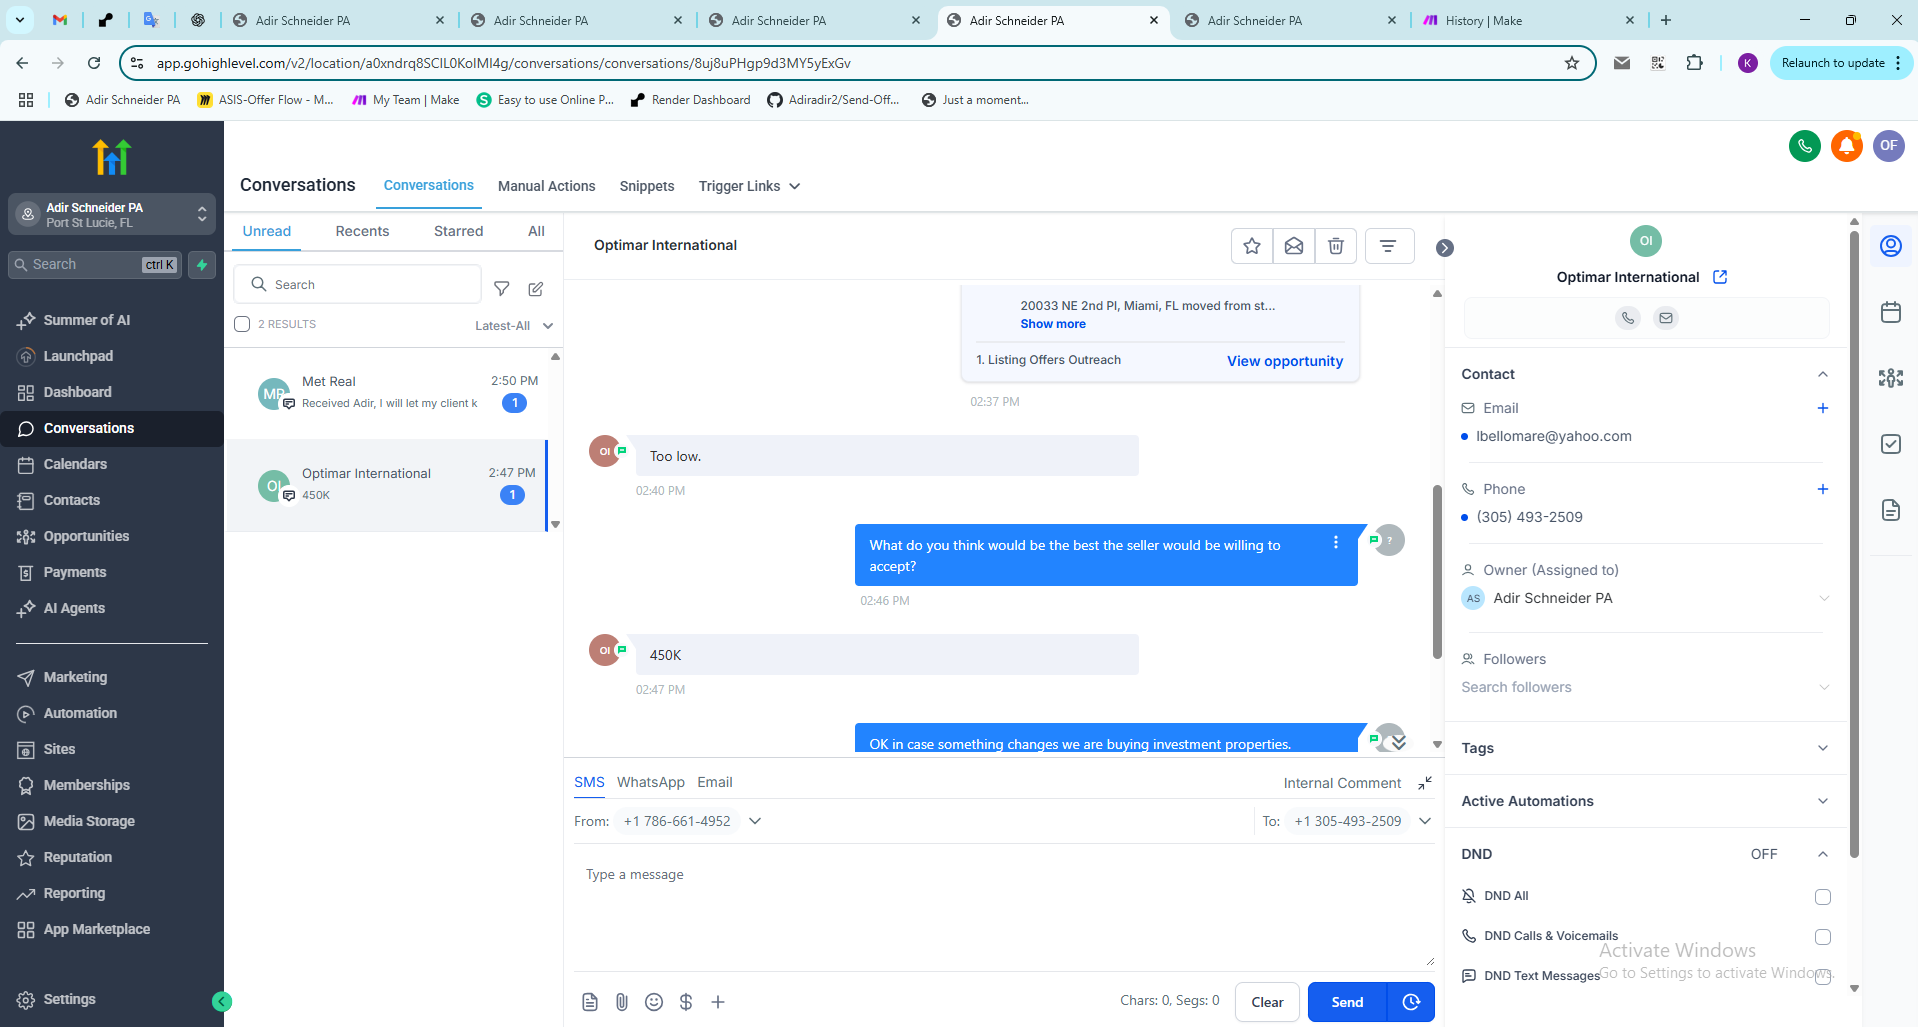 Adir Schneider PA
Adir Schneider PA
Adir Schneider PA
Adir Schneider PA
Adir Schneider PA
History | Make
app.gohighlevel.com/v2/location/a0xndrq8SCIL0KoIMI4g/conversations/conversations/8uj8uPHgp9d3MY5yExGv
K
Relaunch to update
Adir Schneider PA
ASIS-Offer Flow - M...
My Team | Make
Easy to use Online P...
Render Dashboard
Adiradir2/Send-Off...
Just a moment...
OF
Adir Schneider PA
Port St Lucie, FL
Search
ctrl K
Summer of AI
Launchpad
Dashboard
Conversations
Calendars
Contacts
Opportunities
Payments
AI Agents
Marketing
Automation
Sites
Memberships
Media Storage
Reputation
Reporting
App Marketplace
Settings
Conversations
Conversations
Manual Actions
Snippets
Trigger Links
Unread
Recents
Starred
All
Search
2 RESULTS
Latest-All
Met Real
2:50 PM
Received Adir, I will let my client k
1
Optimar International
2:47 PM
450K
1
Optimar International
20033 NE 2nd Pl, Miami, FL moved from st...
Show more
1. Listing Offers Outreach
View opportunity
02:37 PM
OI
Too low.
02:40 PM
What do you think would be the best the seller would be willing to
accept?
?
02:46 PM
OI
450K
02:47 PM
OK in case something changes we are buying investment properties.
SMS
WhatsApp
Email
Internal Comment
From: +1 786-661-4952
To: +1 305-493-2509
Type a message
Chars: 0, Segs: 0
Clear
Send
OI
Optimar International
Contact
Email
lbellomare@yahoo.com
Phone
(305) 493-2509
Owner (Assigned to)
AS
Adir Schneider PA
Followers
Search followers
Tags
Active Automations
DND
OFF
DND All
DND Calls & Voicemails
DND Text Messages
Activate Windows
Go to Settings to activate Windows.